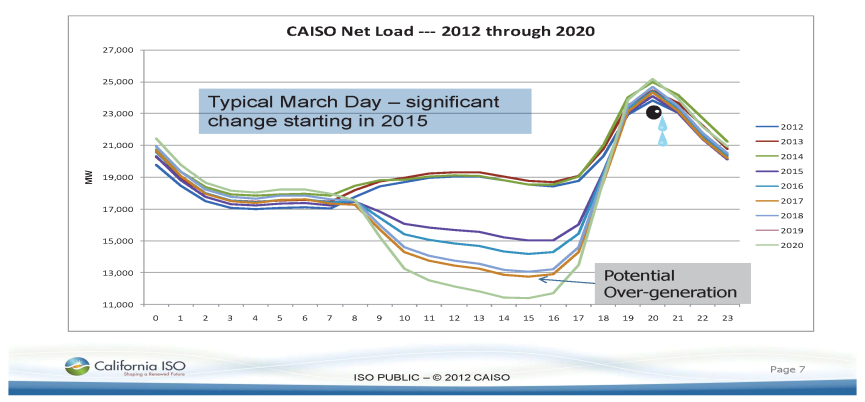 CAISO Net Load --- 2012 through 2020
27,000
25,000
23,000
21,000
19,000
17,000
15,000
13,000
11,000
MW
Typical March Day – significant
change starting in 2015
Potential
Over-generation
0 1 2 3 4 5 6 7 8 9 10 11 12 13 14 15 16 17 18 19 20 21 22 23
2012
2013
2014
2015
2016
2017
2018
2019
2020
California ISO
Shaping a Renewed Future
ISO PUBLIC – © 2012 CAISO
Page 7